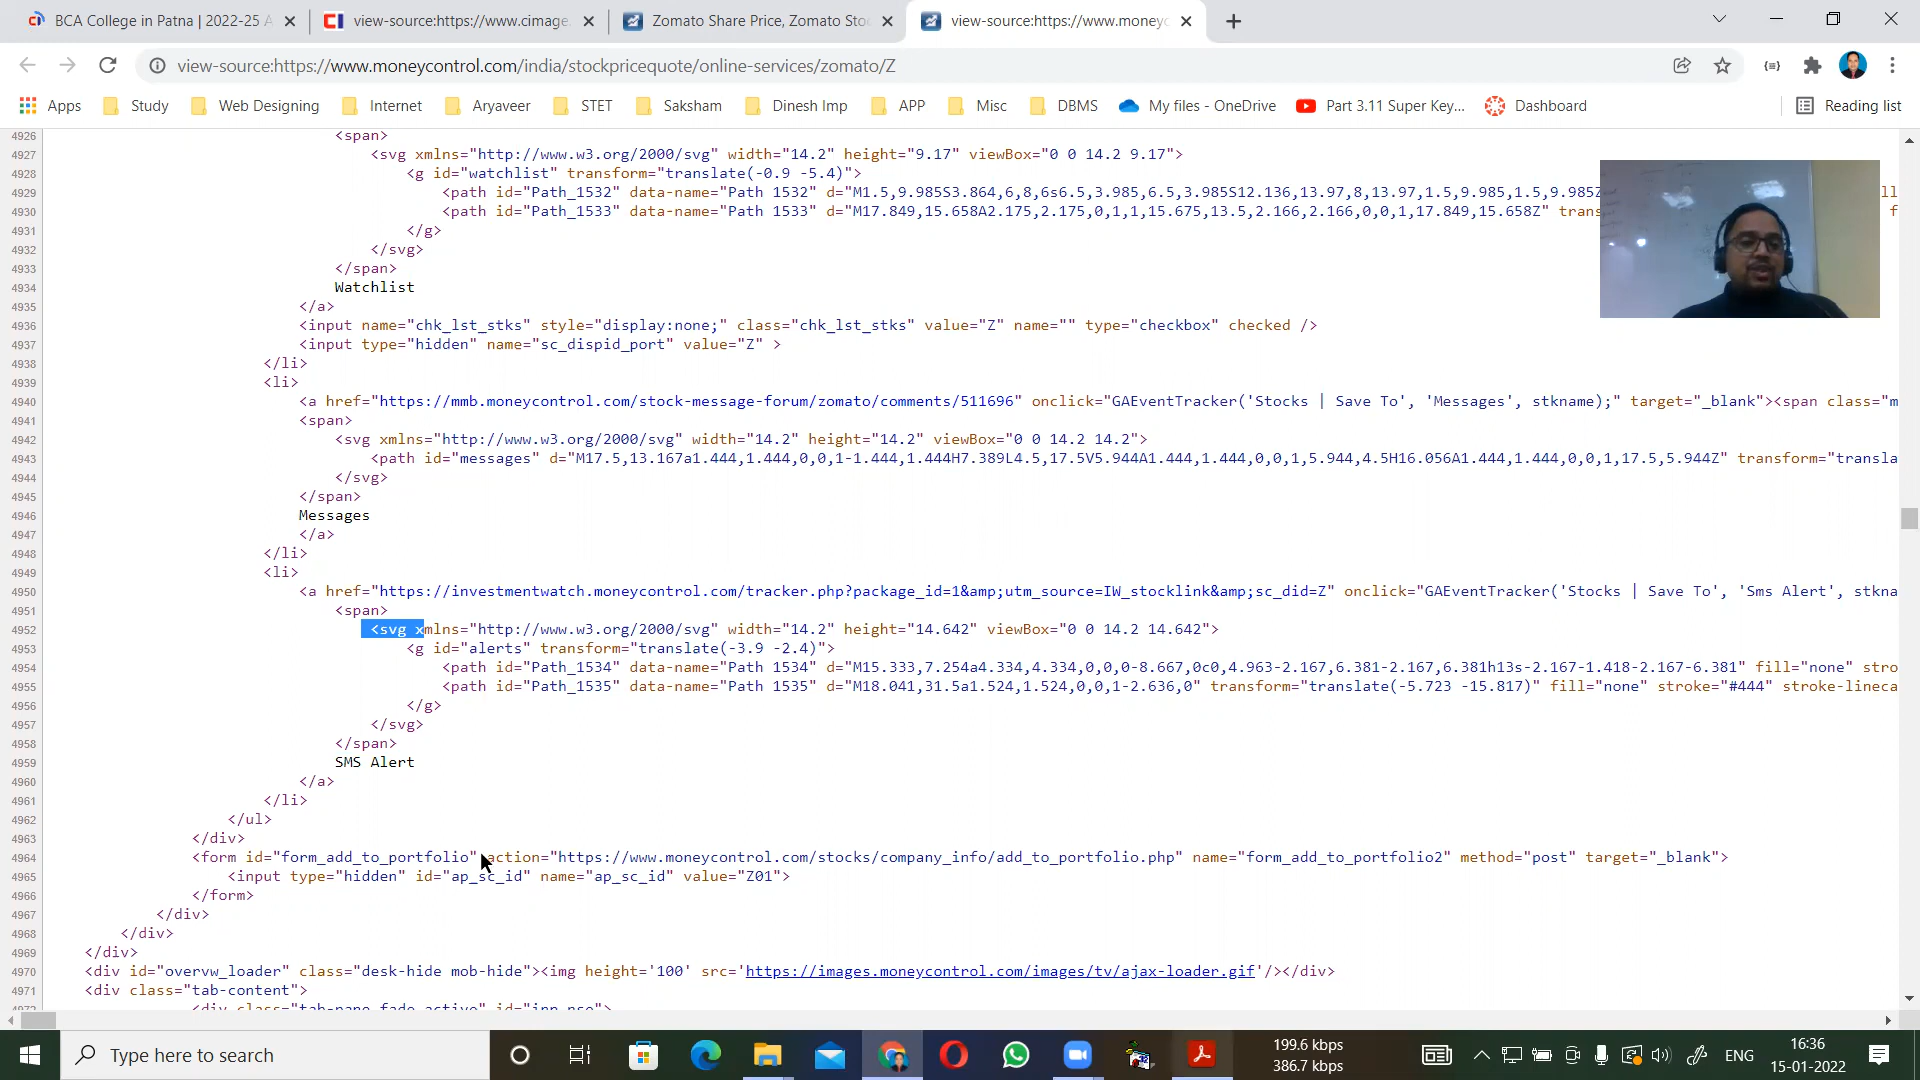 BCA College in Patna | 2022-25 A
view-source:https://www.cimage.
Zomato Share Price, Zomato Stoc
view-source:https://www.moneyc
view-source:https://www.moneycontrol.com/india/stockpricequote/online-services/zomato/Z
Apps Study Web Designing Internet Aryaveer STET Saksham Dinesh Imp APP Misc DBMS My files - OneDrive Part 3.11 Super Key... Dashboard Reading list
4926 <span>
4927 <svg xmlns="http://www.w3.org/2000/svg" width="14.2" height="9.17" viewBox="0 0 14.2 9.17">
4928 <g id="watchlist" transform="translate(-0.9 -5.4)">
4929 <path id="Path_1532" data-name="Path 1532" d="M1.5,9.985S3.864,6,8,6s6.5,3.985,6.5,3.985S12.136,13.97,8,13.97,1.5,9.985,1.5,9.985Z ll
4930 <path id="Path_1533" data-name="Path 1533" d="M17.849,15.658A2.175,2.175,0,1,1,15.675,13.5,2.166,2.166,0,0,1,17.849,15.658Z" trans f
4931 </g>
4932 </svg>
4933 </span>
4934 Watchlist
4935 </a>
4936 <input name="chk_lst_stks" style="display:none;" class="chk_lst_stks" value="Z" name="" type="checkbox" checked />
4937 <input type="hidden" name="sc_dispid_port" value="Z" >
4938 </li>
4939 <li>
4940 <a href="https://mmb.moneycontrol.com/stock-message-forum/zomato/comments/511696" onclick="GAEventTracker('Stocks | Save To', 'Messages', stkname);" target="_blank"><span class="m
4941 <span>
4942 <svg xmlns="http://www.w3.org/2000/svg" width="14.2" height="14.2" viewBox="0 0 14.2 14.2">
4943 <path id="messages" d="M17.5,13.167a1.444,1.444,0,0,1-1.444,1.444H7.389L4.5,17.5V5.944A1.444,1.444,0,0,1,5.944,4.5H16.056A1.444,1.444,0,0,1,17.5,5.944Z" transform="transla
4944 </svg>
4945 </span>
4946 Messages
4947 </a>
4948 </li>
4949 <li>
4950 <a href="https://investmentwatch.moneycontrol.com/tracker.php?package_id=1&amp;utm_source=IW_stocklink&amp;sc_did=Z" onclick="GAEventTracker('Stocks | Save To', 'Sms Alert', stkna
4951 <span>
4952 <svg xmlns="http://www.w3.org/2000/svg" width="14.2" height="14.642" viewBox="0 0 14.2 14.642">
4953 <g id="alerts" transform="translate(-3.9 -2.4)">
4954 <path id="Path_1534" data-name="Path 1534" d="M15.333,7.254a4.334,4.334,0,0,0-8.667,0c0,4.963-2.167,6.381-2.167,6.381h13s-2.167-1.418-2.167-6.381" fill="none" stro
4955 <path id="Path_1535" data-name="Path 1535" d="M18.041,31.5a1.524,1.524,0,0,1-2.636,0" transform="translate(-5.723 -15.817)" fill="none" stroke="#444" stroke-lineca
4956 </g>
4957 </svg>
4958 </span>
4959 SMS Alert
4960 </a>
4961 </li>
4962 </ul>
4963 </div>
4964 <form id="form_add_to_portfolio" action="https://www.moneycontrol.com/stocks/company_info/add_to_portfolio.php" name="form_add_to_portfolio2" method="post" target="_blank">
4965 <input type="hidden" id="ap_sc_id" name="ap_sc_id" value="Z01">
4966 </form>
4967 </div>
4968 </div>
4969 </div>
4970 <div id="overvw_loader" class="desk-hide mob-hide"><img height='100' src='https://images.moneycontrol.com/images/tv/ajax-loader.gif'/></div>
4971 <div class="tab-content">
4972 <div class="tab-pane fade active" id="inp_nse">
Type here to search
199.6 kbps
386.7 kbps
ENG
16:36
15-01-2022